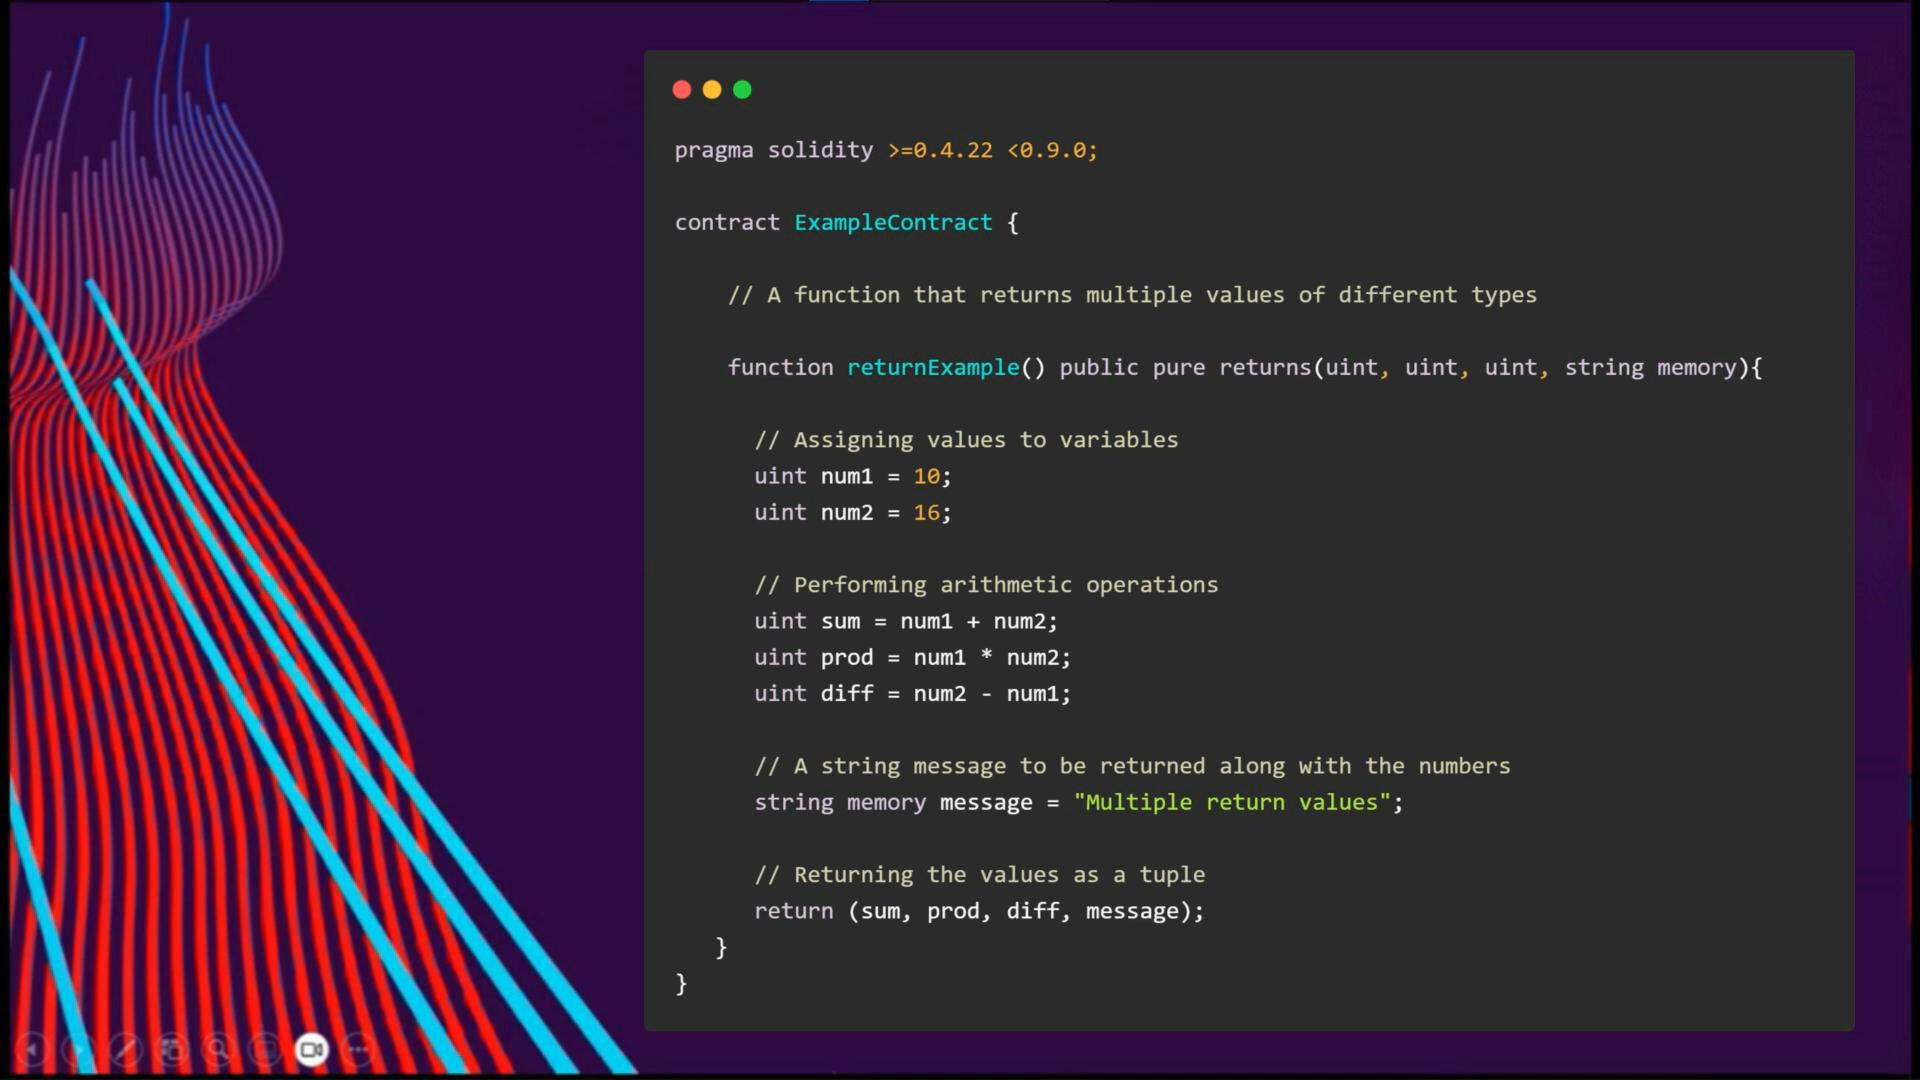 pragma solidity >=0.4.22 <0.9.0;
contract ExampleContract {
// A function that returns multiple values of different types
function returnExample() public pure returns(uint, uint, uint, string memory){
// Assigning values to variables
uint num1 = 10;
uint num2 = 16;
// Performing arithmetic operations
uint sum = num1 + num2;
uint prod = num1 * num2;
uint diff = num2 - num1;
// A string message to be returned along with the numbers
string memory message = "Multiple return values";
// Returning the values as a tuple
return (sum, prod, diff, message);
}
}